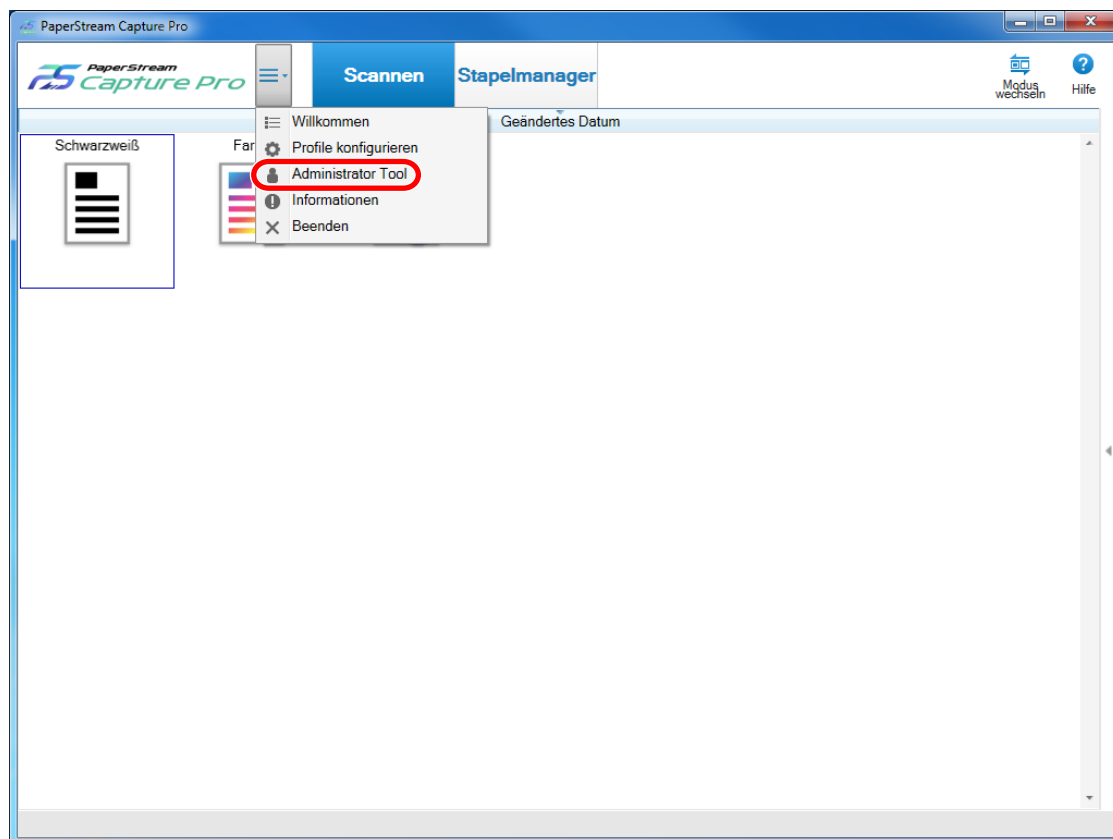 PaperStream Capture Pro
PaperStream
Capture Pro
Scannen
Stapelmanager
Modus
wechseln
Hilfe
Geändertes Datum
Willkommen
Profile konfigurieren
Administrator Tool
Informationen
Beenden
Schwarzweiß
Far